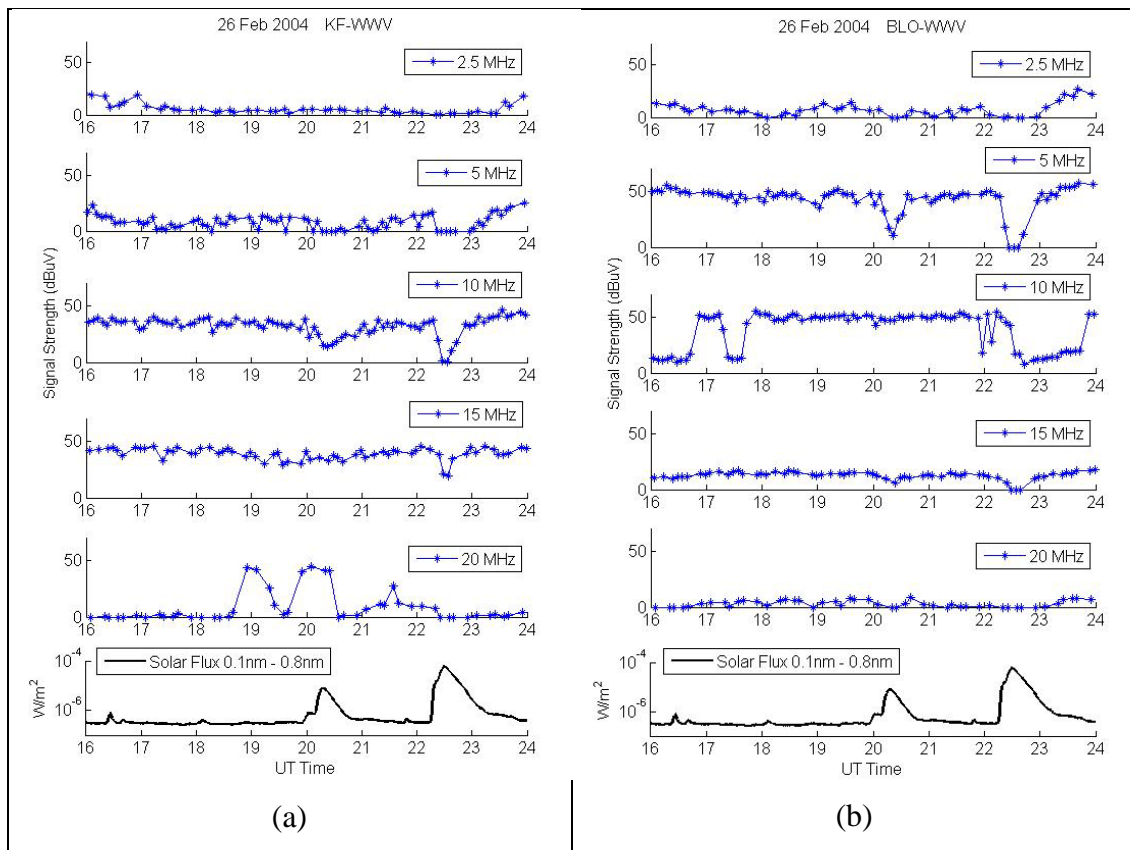 26 Feb 2004 KF-WWV
2.5 MHz
50
0
16 17 18 19 20 21 22 23 24
5 MHz
50
0
16 17 18 19 20 21 22 23 24
10 MHz
50
0
16 17 18 19 20 21 22 23 24
Signal Strength (dBuV)
15 MHz
50
0
16 17 18 19 20 21 22 23 24
20 MHz
50
0
16 17 18 19 20 21 22 23 24
Solar Flux 0.1nm - 0.8nm
10⁻⁴
10⁻⁶
W/m²
16 17 18 19 20 21 22 23 24
UT Time
(a)
26 Feb 2004 BLO-WWV
2.5 MHz
50
0
16 17 18 19 20 21 22 23 24
5 MHz
50
0
16 17 18 19 20 21 22 23 24
10 MHz
50
0
16 17 18 19 20 21 22 23 24
Signal Strength (dBuV)
15 MHz
50
0
16 17 18 19 20 21 22 23 24
20 MHz
50
0
16 17 18 19 20 21 22 23 24
Solar Flux 0.1nm - 0.8nm
10⁻⁴
10⁻⁶
W/m²
16 17 18 19 20 21 22 23 24
UT Time
(b)